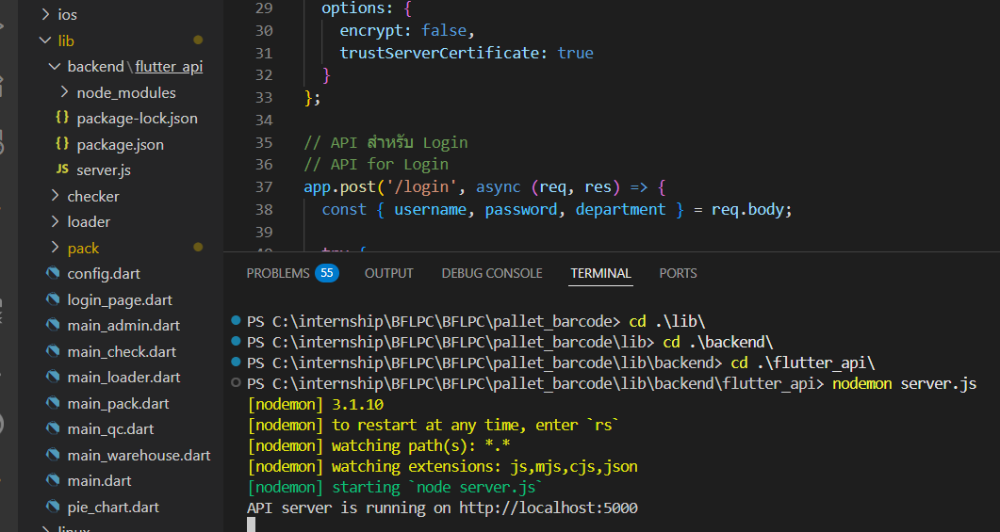 ios
lib
backend\flutter_api
node_modules
{} package-lock.json
{} package.json
JS server.js
checker
loader
pack
config.dart
login_page.dart
main_admin.dart
main_check.dart
main_loader.dart
main_pack.dart
main_qc.dart
main_warehouse.dart
main.dart
pie_chart.dart
linux
29 options: {
30 encrypt: false,
31 trustServerCertificate: true
32 }
33 };
34
35 // API สำหรับ Login
36 // API for Login
37 app.post('/login', async (req, res) => {
38 const { username, password, department } = req.body;
39
40 try {
PROBLEMS 55 OUTPUT DEBUG CONSOLE TERMINAL PORTS
PS C:\internship\BFLPC\BFLPC\pallet_barcode> cd .\lib\
PS C:\internship\BFLPC\BFLPC\pallet_barcode\lib> cd .\backend\
PS C:\internship\BFLPC\BFLPC\pallet_barcode\lib\backend> cd .\flutter_api\
PS C:\internship\BFLPC\BFLPC\pallet_barcode\lib\backend\flutter_api> nodemon server.js
[nodemon] 3.1.10
[nodemon] to restart at any time, enter `rs`
[nodemon] watching path(s): *.*
[nodemon] watching extensions: js,mjs,cjs,json
[nodemon] starting `node server.js`
API server is running on http://localhost:5000